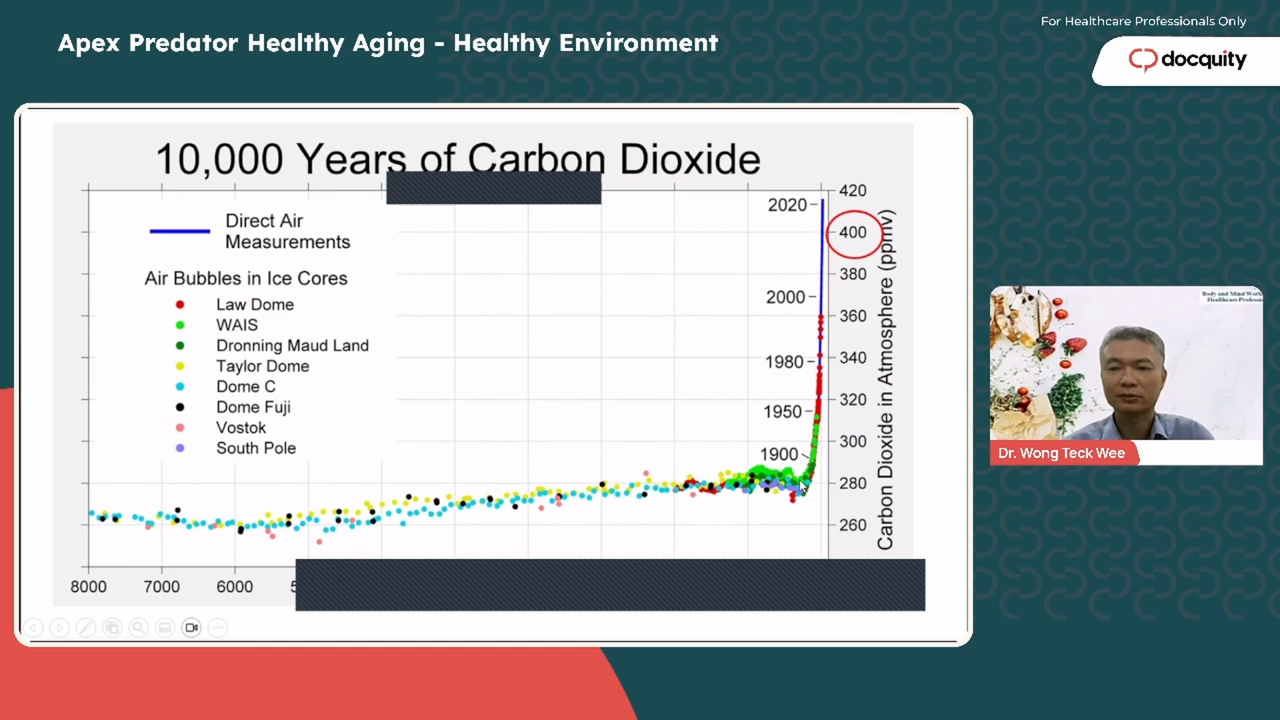 For Healthcare Professionals Only
Apex Predator Healthy Aging - Healthy Environment
docquity
10,000 Years of Carbon Dioxide
Direct Air
Measurements
Air Bubbles in Ice Cores
Law Dome
WAIS
Dronning Maud Land
Taylor Dome
Dome C
Dome Fuji
Vostok
South Pole
2020
2000
1980
1950
1900
420
400
380
360
340
320
300
280
260
Carbon Dioxide in Atmosphere (ppmv)
8000 7000 6000
Body and Mind
Dr. Wong Teck Wee